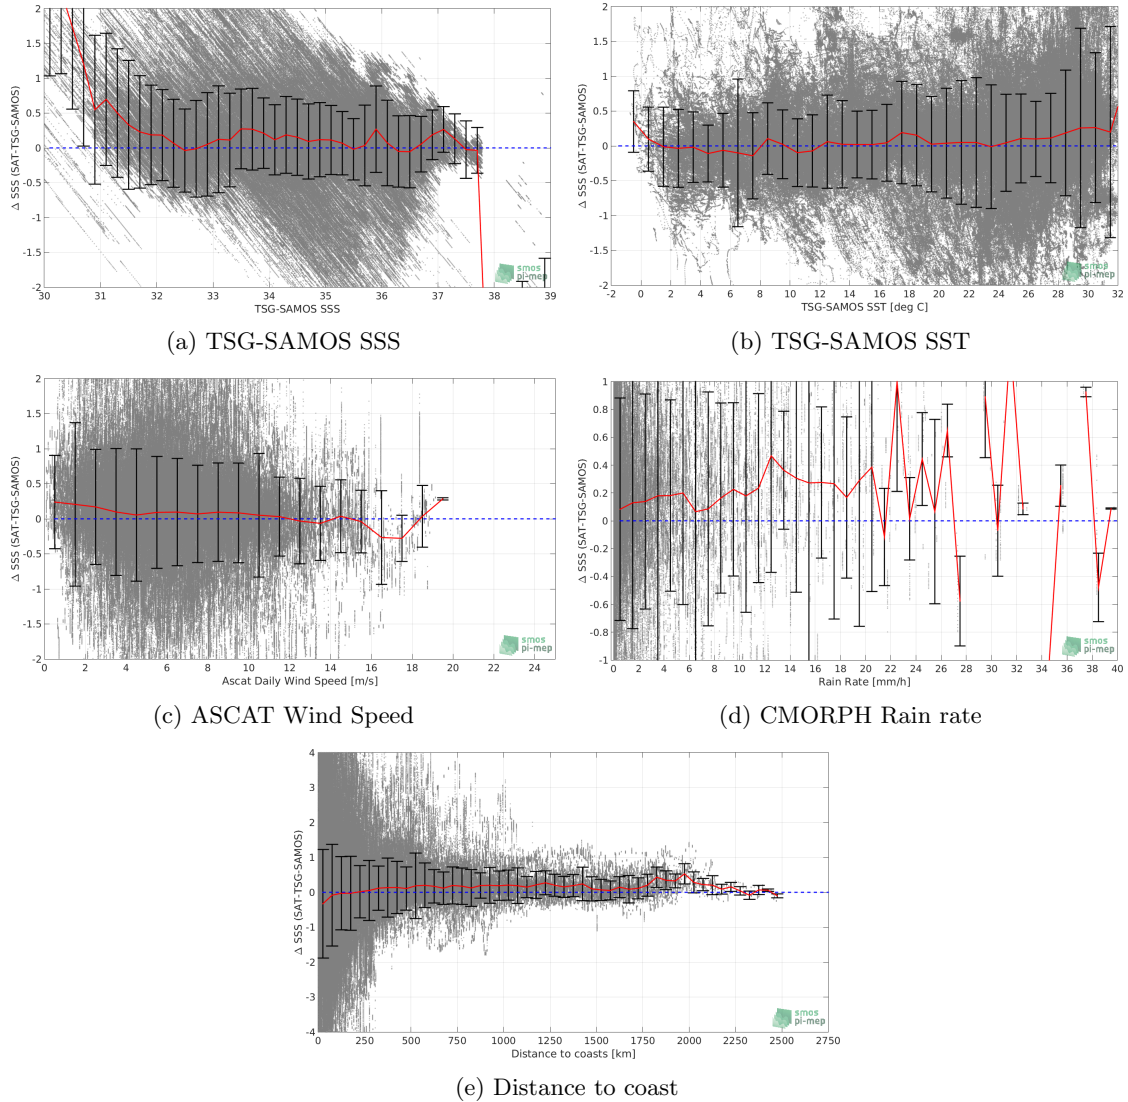 2
1.5
1
0.5
0
-0.5
-1
-1.5
-2
Δ SSS (SAT-TSG-SAMOS)
30 31 32 33 34 35 36 37 38 39
TSG-SAMOS SSS
smos
pi-mep
(a) TSG-SAMOS SSS
2
1.5
1
0.5
0
-0.5
-1
-1.5
-2
Δ SSS (SAT-TSG-SAMOS)
-2 0 2 4 6 8 10 12 14 16 18 20 22 24 26 28 30 32
TSG-SAMOS SST [deg C]
smos
pi-mep
(b) TSG-SAMOS SST
2
1.5
1
0.5
0
-0.5
-1
-1.5
-2
Δ SSS (SAT-TSG-SAMOS)
0 2 4 6 8 10 12 14 16 18 20 22 24
Ascat Daily Wind Speed [m/s]
smos
pi-mep
(c) ASCAT Wind Speed
1
0.8
0.6
0.4
0.2
0
-0.2
-0.4
-0.6
-0.8
-1
Δ SSS (SAT-TSG-SAMOS)
0 2 4 6 8 10 12 14 16 18 20 22 24 26 28 30 32 34 36 38 40
Rain Rate [mm/h]
smos
pi-mep
(d) CMORPH Rain rate
4
3
2
1
0
-1
-2
-3
-4
Δ SSS (SAT-TSG-SAMOS)
0 250 500 750 1000 1250 1500 1750 2000 2250 2500 2750
Distance to coasts [km]
smos
pi-mep
(e) Distance to coast